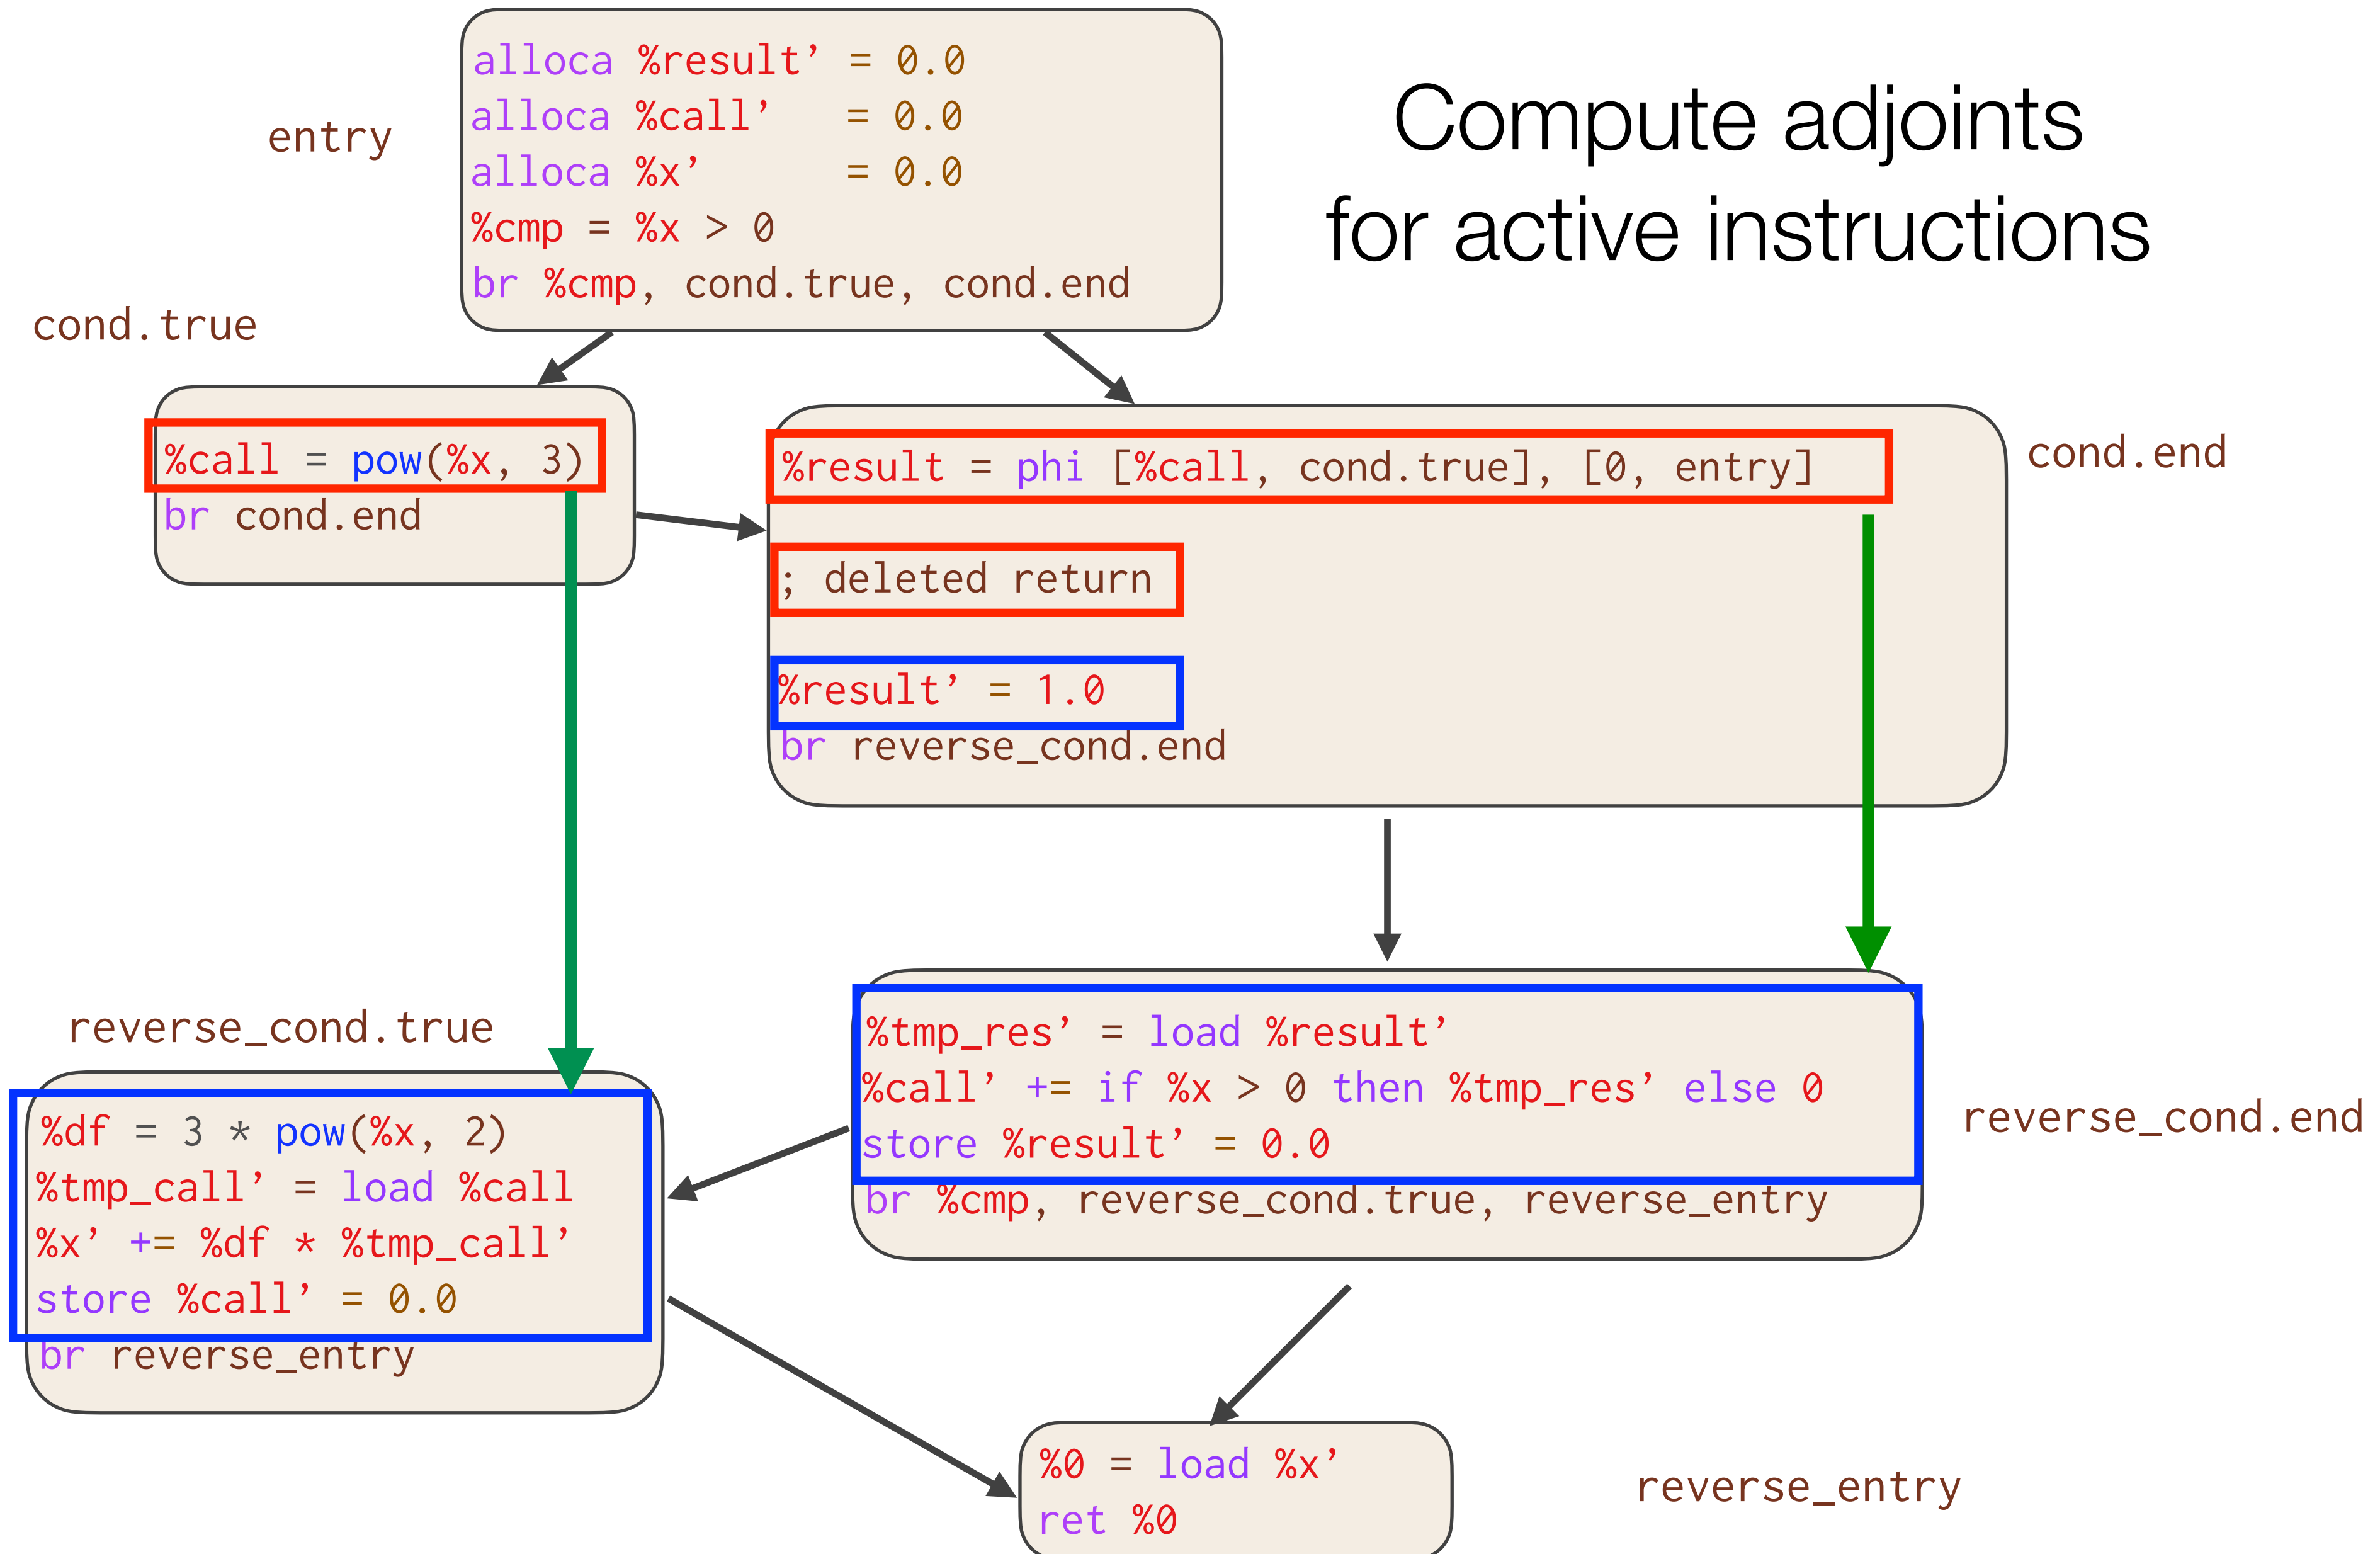 Compute adjoints
for active instructions
entry
alloca %result’ = 0.0
alloca %call’ = 0.0
alloca %x’ = 0.0
%cmp = %x > 0
br %cmp, cond.true, cond.end
cond.true
%call = pow(%x, 3)
br cond.end
cond.end
%result = phi [%call, cond.true], [0, entry]
; deleted return
%result’ = 1.0
br reverse_cond.end
reverse_cond.true
%df = 3 * pow(%x, 2)
%tmp_call’ = load %call
%x’ += %df * %tmp_call’
store %call’ = 0.0
br reverse_entry
reverse_cond.end
%tmp_res’ = load %result’
%call’ += if %x > 0 then %tmp_res’ else 0
store %result’ = 0.0
br %cmp, reverse_cond.true, reverse_entry
reverse_entry
%0 = load %x’
ret %0